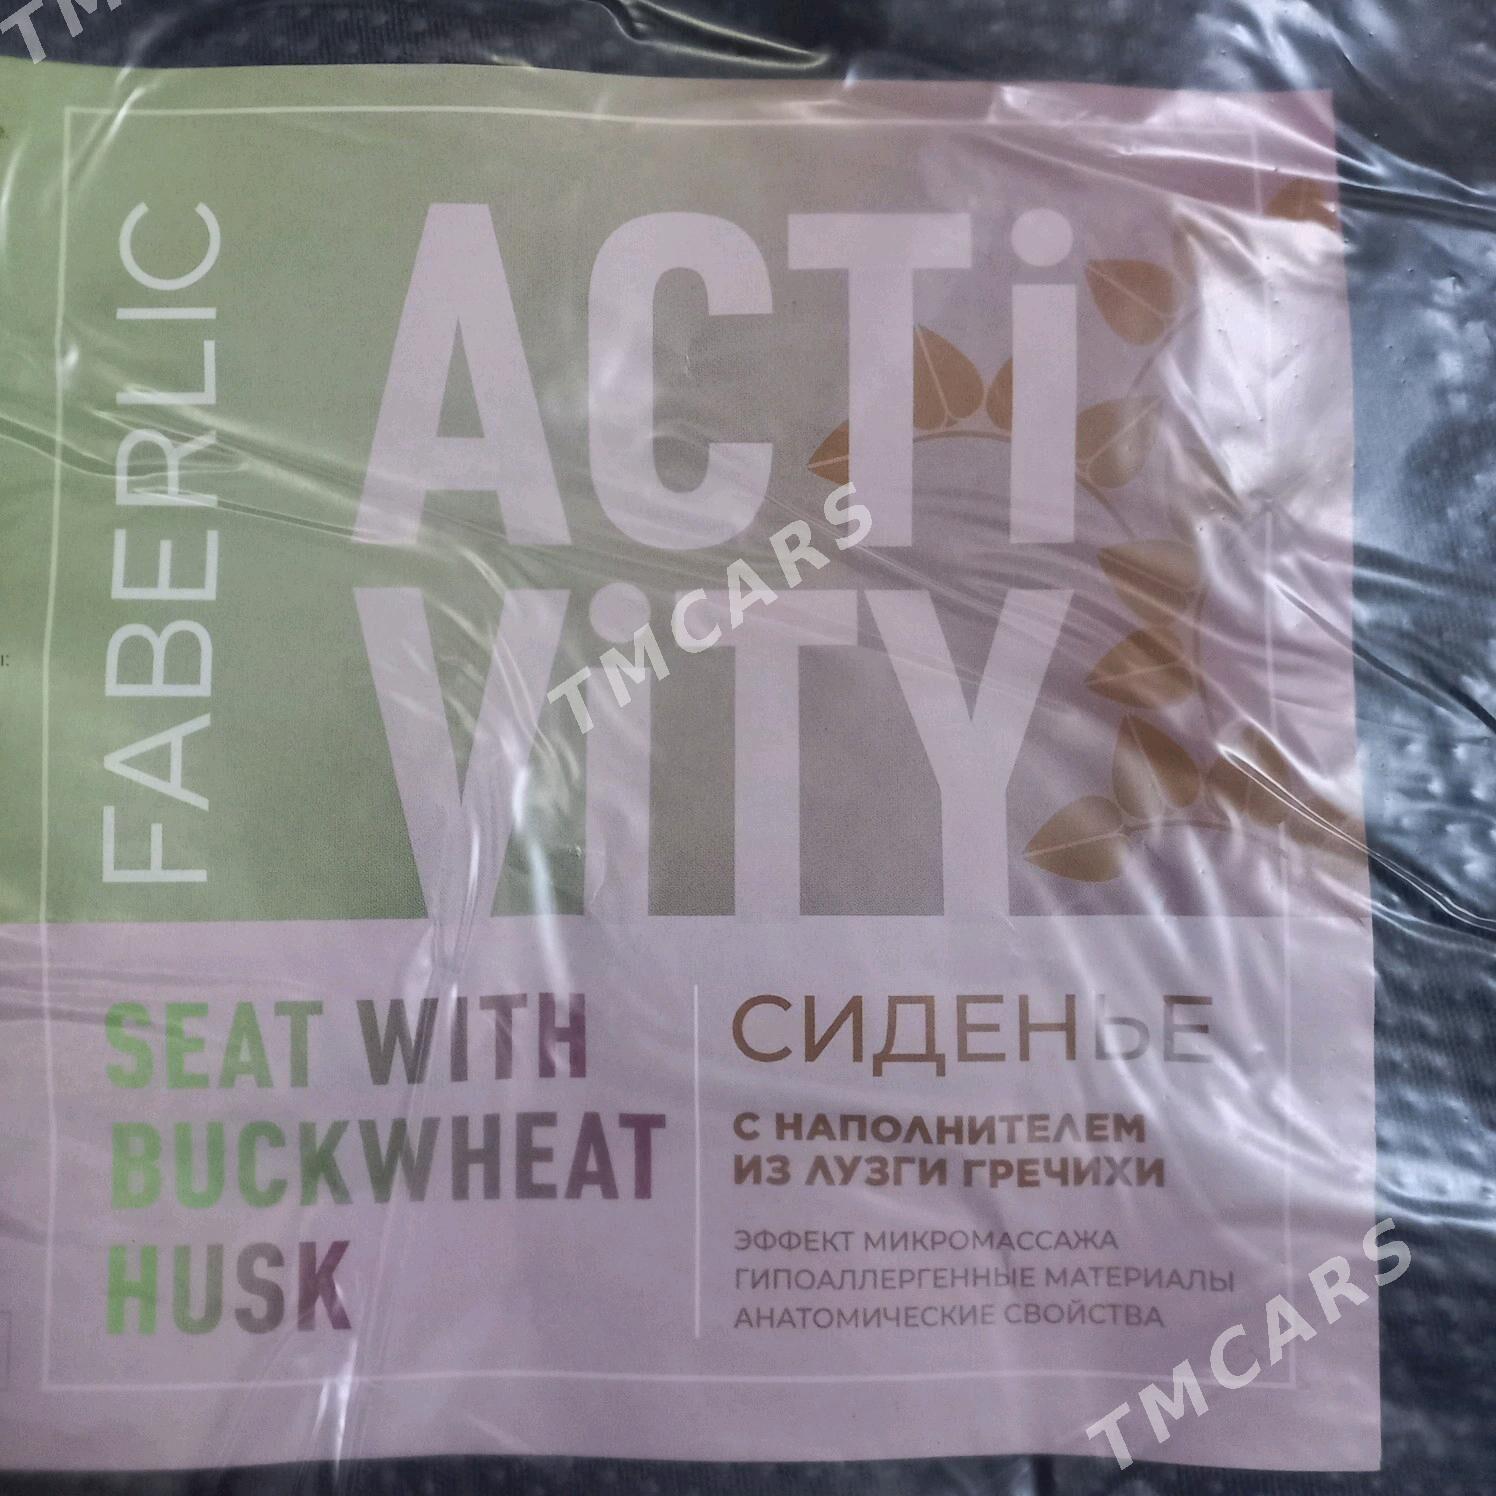 FABERLIC
ACTi
ViTY
SEAT WITH
BUCKWHEAT
HUSK
СИДЕНЬЕ
С НАПОЛНИТЕЛЕМ
ИЗ ЛУЗГИ ГРЕЧИХИ
ЭФФЕКТ МИКРОМАССАЖА
ГИПОАЛЛЕРГЕННЫЕ МАТЕРИАЛЫ
АНАТОМИЧЕСКИЕ СВОЙСТВА
TMCARS
TMCARS